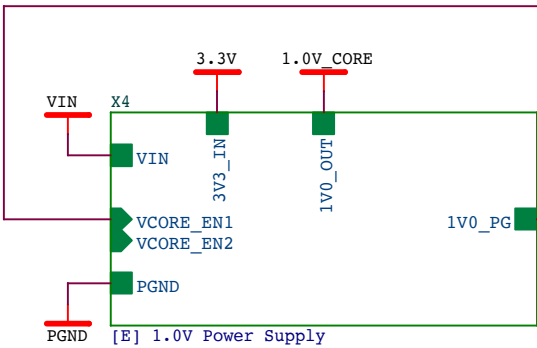 3.3V
1.0V_CORE
VIN
X4
VIN
3V3_IN
1V0_OUT
VCORE_EN1
1V0_PG
VCORE_EN2
PGND
PGND
[E] 1.0V Power Supply